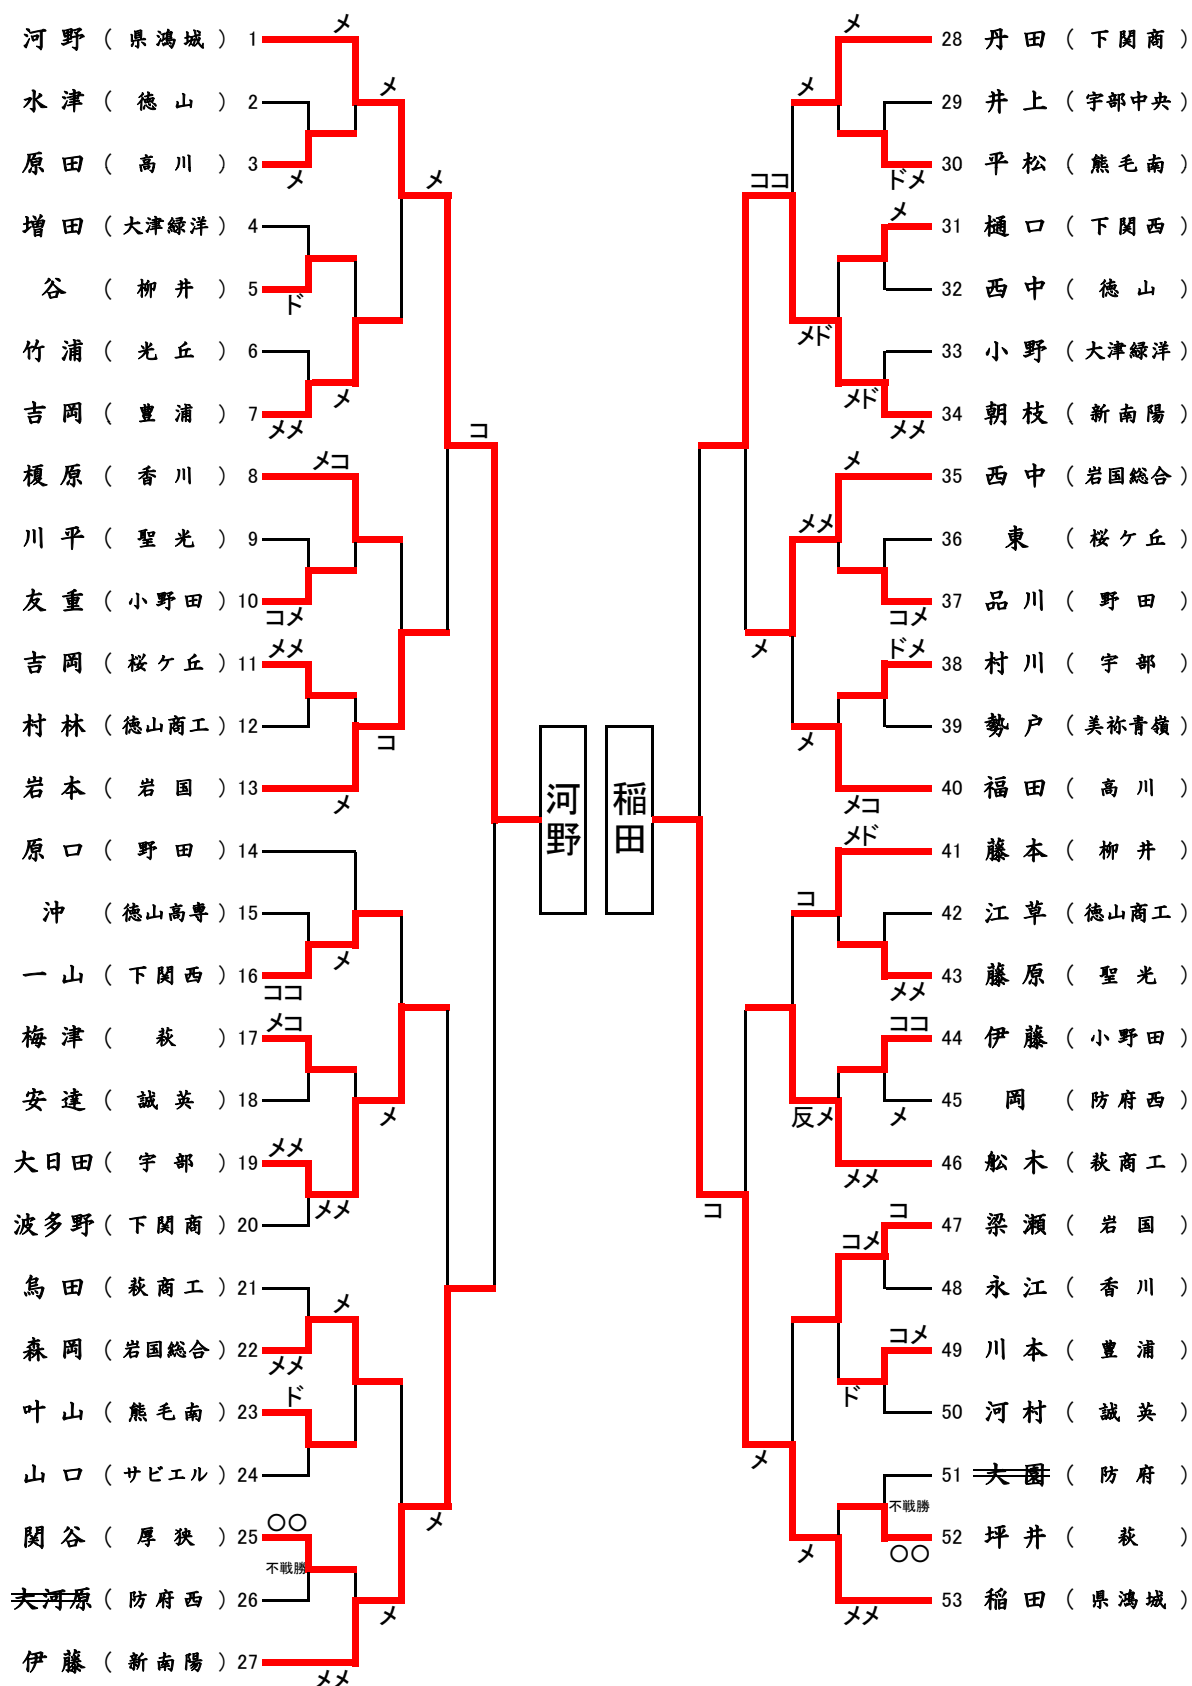 河野（県鴻城）1 メ
水津（徳山）2
メ
原田（高川）3
メ
増田（大津緑洋）4
メ
谷（柳井）5
ド
竹浦（光丘）6
メ
吉岡（豊浦）7
メメ
コ
榎原（香川）8 メコ
川平（聖光）9
友重（小野田）10
コメ
吉岡（桜ケ丘）11 メメ
村林（徳山商工）12
コ
岩本（岩国）13
メ
原口（野田）14
沖（徳山高専）15
メ
一山（下関西）16
ココ
梅津（萩）17 メコ
安達（誠英）18
メ
大日田（宇部）19 メメ
メメ
波多野（下関商）20
鳥田（萩商工）21
メ
森岡（岩国総合）22
メメ
叶山（熊毛南）23 ド
山口（サビエル）24
メ
関谷（厚狭）25 〇〇
不戦勝
大河原（防府西）26
メ
伊藤（新南陽）27
メメ
河野
稲田
メ 28 丹田（下関商）
メ
29 井上（宇部中央）
30 平松（熊毛南）
ドメ
ココ
メ 31 樋口（下関西）
32 西中（徳山）
メド
33 小野（大津緑洋）
メド
34 朝枝（新南陽）
メメ
メ 35 西中（岩国総合）
メメ
36 東（桜ケ丘）
37 品川（野田）
コメ
メ
ドメ 38 村川（宇部）
39 勢戸（美祢青嶺）
メ
40 福田（高川）
メコ
メド 41 藤本（柳井）
コ
42 江草（徳山商工）
43 藤原（聖光）
メメ
ココ 44 伊藤（小野田）
45 岡（防府西）
メ
反メ
46 舩木（萩商工）
メメ
コ
コ 47 梁瀬（岩国）
コメ
48 永江（香川）
コメ 49 川本（豊浦）
ド
50 河村（誠英）
メ
51 大園（防府）
不戦勝
52 坪井（萩）
〇〇
メ
53 稲田（県鴻城）
メメ